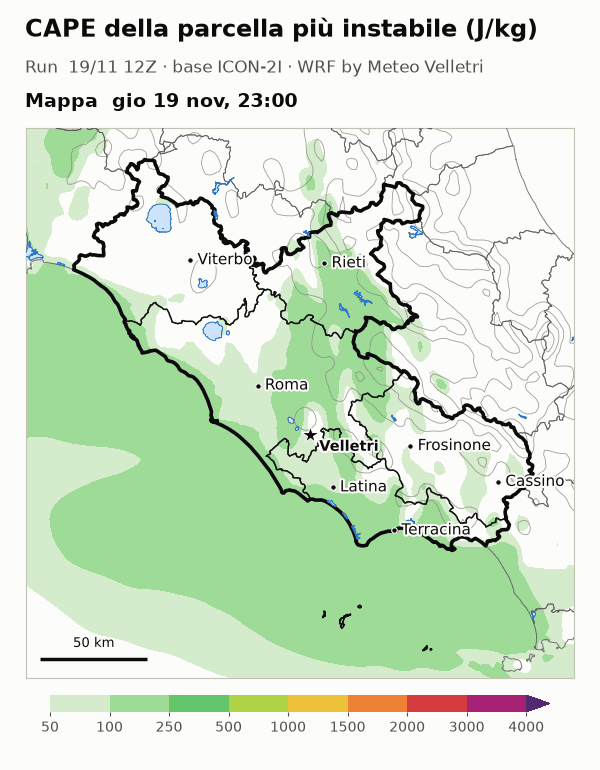 CAPE della parcella più instabile (J/kg)
Run  19/11 12Z · base ICON-2I · WRF by Meteo Velletri
Mappa  gio 19 nov, 23:00
Viterbo
Rieti
Roma
Velletri
Frosinone
Latina
Cassino
Terracina
50 km
50 100 250 500 1000 1500 2000 3000 4000